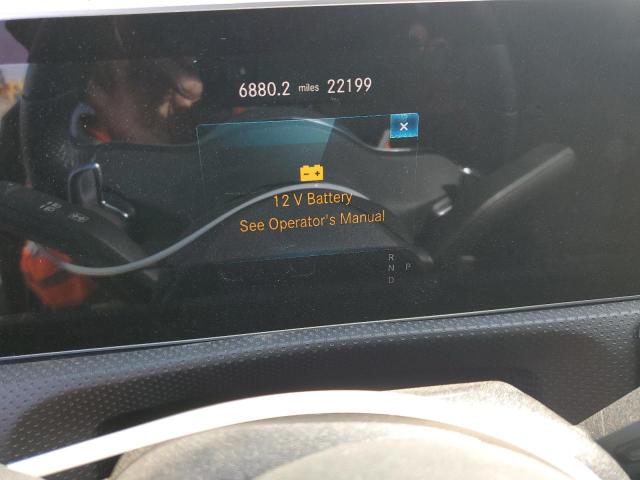 6880.2 miles 22199
12 V Battery
See Operator's Manual
R
N P
D